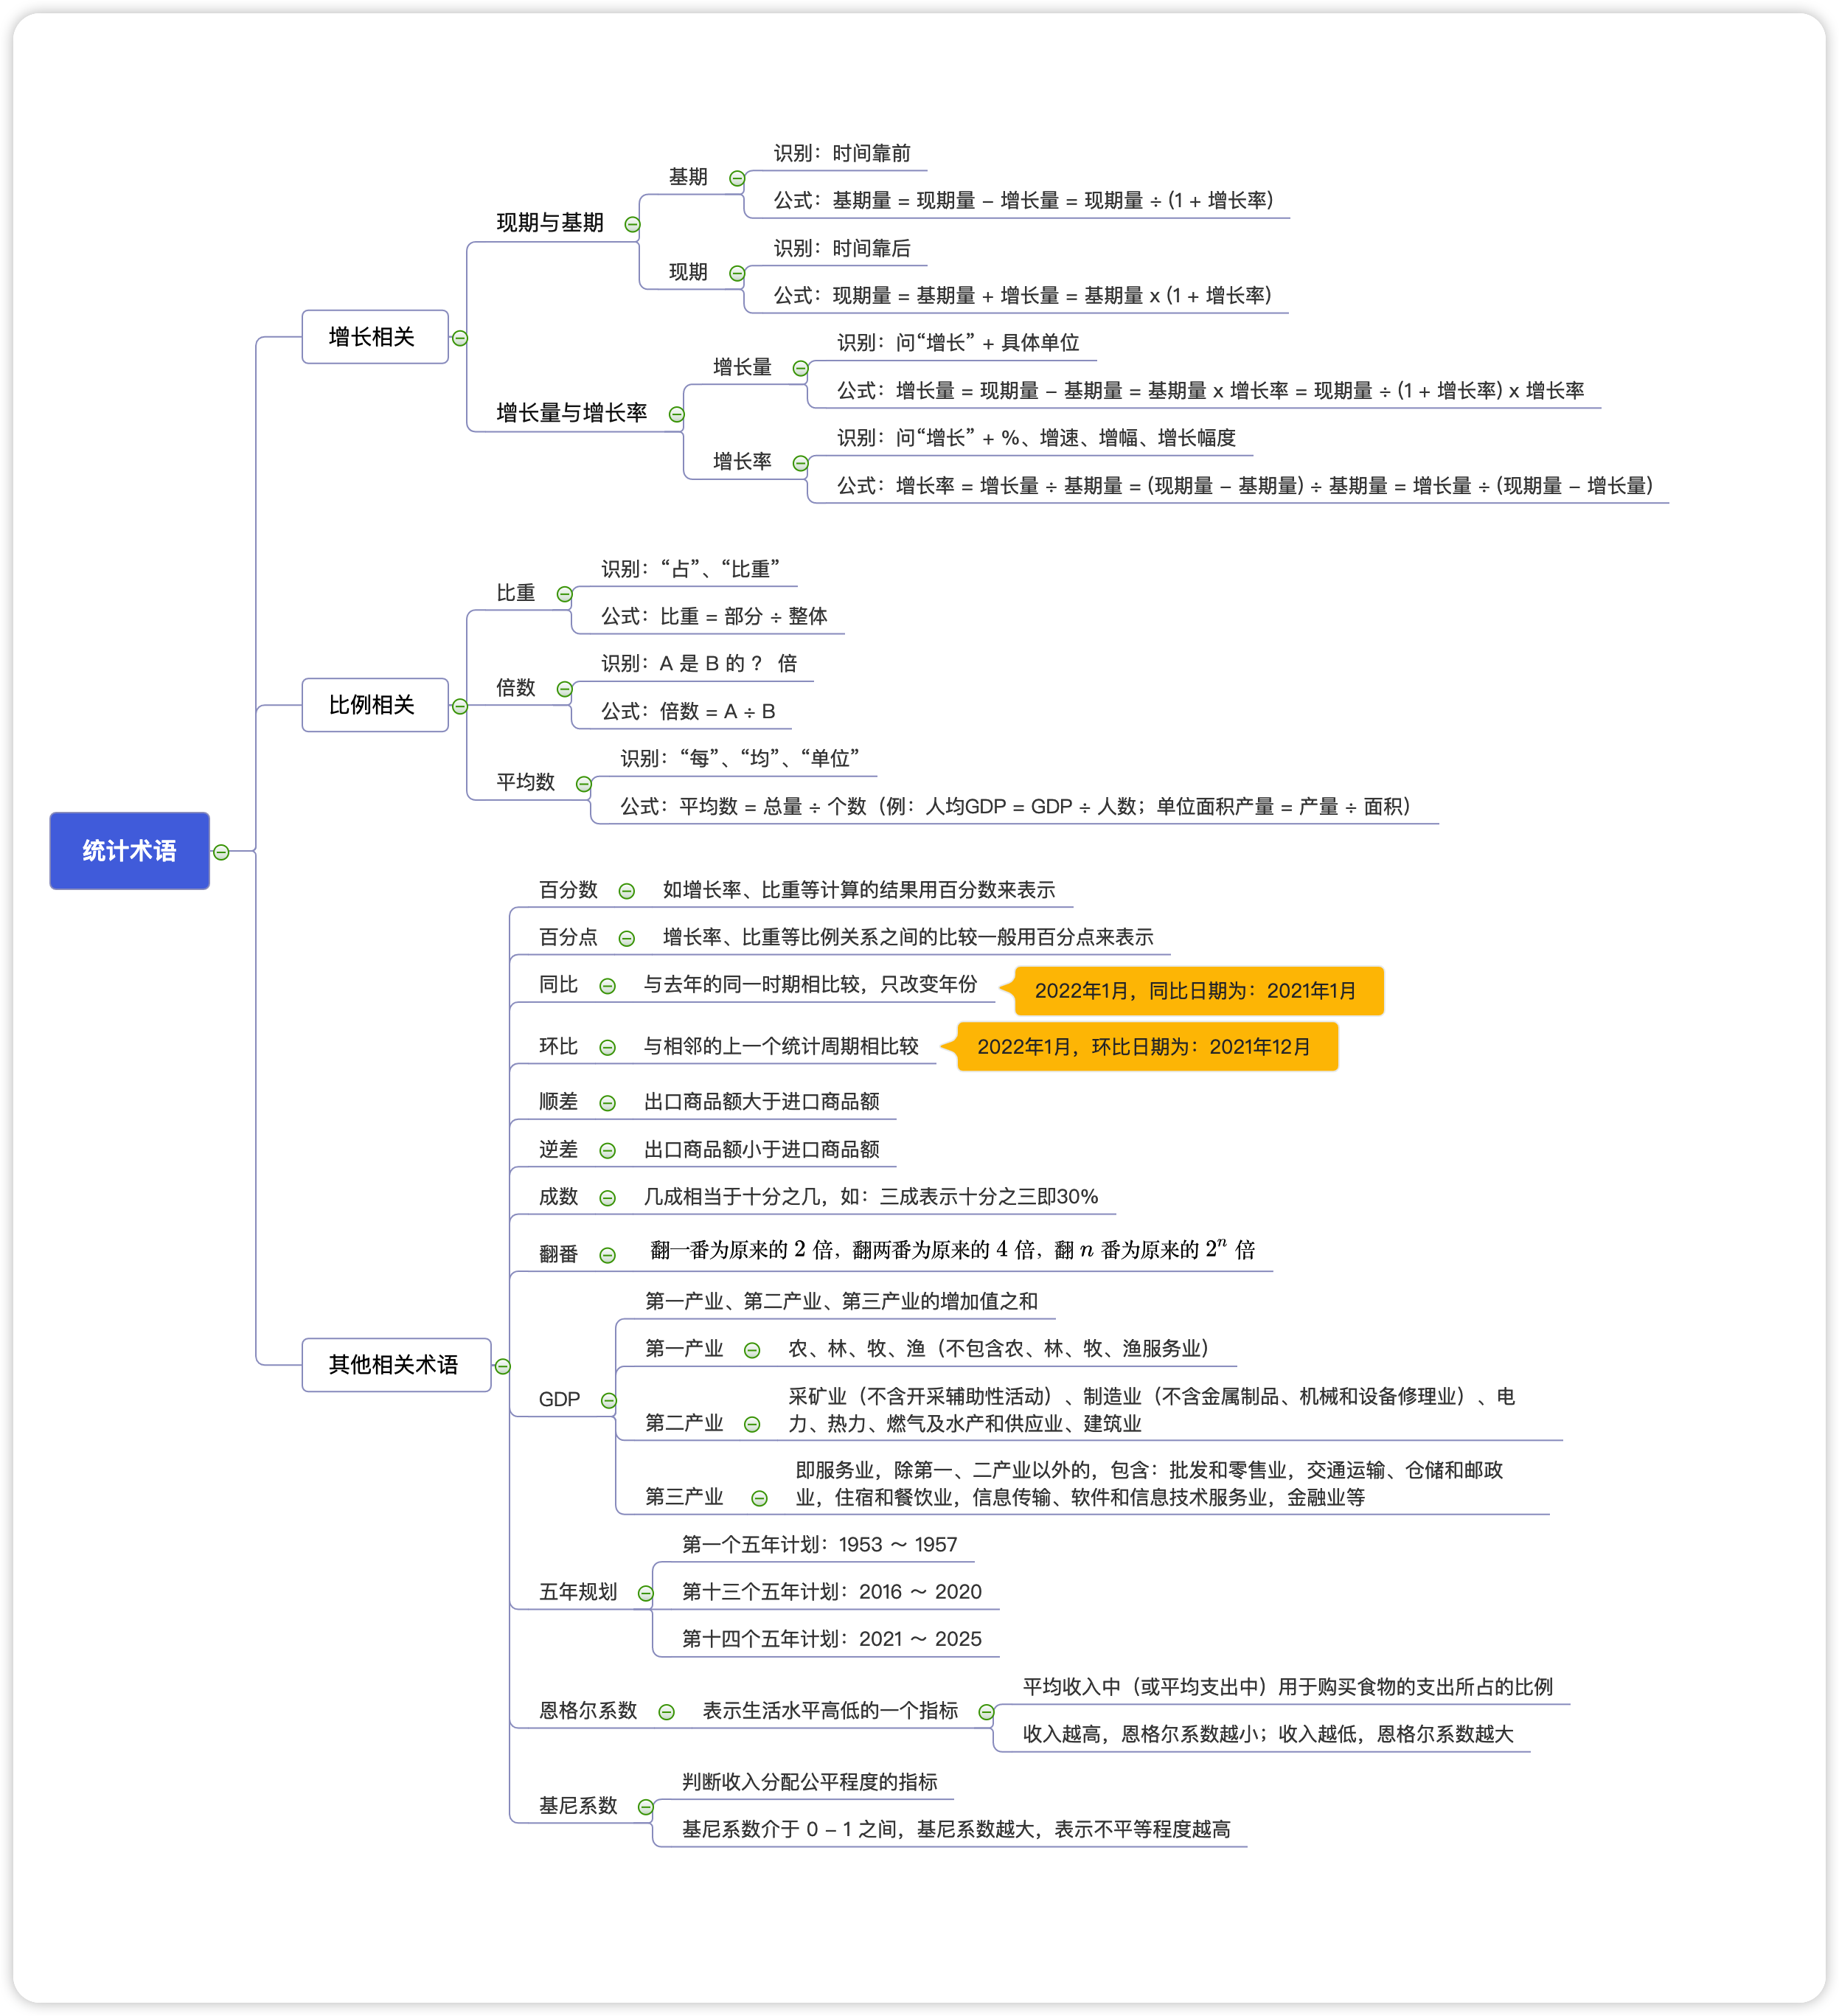 统计术语
增长相关
现期与基期
基期
识别：时间靠前
公式：基期量 = 现期量 – 增长量 = 现期量 ÷ (1 + 增长率)
现期
识别：时间靠后
公式：现期量 = 基期量 + 增长量 = 基期量 x (1 + 增长率)
增长量与增长率
增长量
识别：问“增长” + 具体单位
公式：增长量 = 现期量 – 基期量 = 基期量 x 增长率 = 现期量 ÷ (1 + 增长率) x 增长率
增长率
识别：问“增长” + %、增速、增幅、增长幅度
公式：增长率 = 增长量 ÷ 基期量 = (现期量 – 基期量) ÷ 基期量 = 增长量 ÷ (现期量 – 增长量)
比例相关
比重
识别：“占”、“比重”
公式：比重 = 部分 ÷ 整体
倍数
识别：A 是 B 的 ? 倍
公式：倍数 = A ÷ B
平均数
识别：“每”、“均”、“单位”
公式：平均数 = 总量 ÷ 个数（例：人均GDP = GDP ÷ 人数；单位面积产量 = 产量 ÷ 面积）
其他相关术语
百分数
如增长率、比重等计算的结果用百分数来表示
百分点
增长率、比重等比例关系之间的比较一般用百分点来表示
同比
与去年的同一时期相比较，只改变年份
2022年1月，同比日期为：2021年1月
环比
与相邻的上一个统计周期相比较
2022年1月，环比日期为：2021年12月
顺差
出口商品额大于进口商品额
逆差
出口商品额小于进口商品额
成数
几成相当于十分之几，如：三成表示十分之三即30%
翻番
翻一番为原来的 2 倍，翻两番为原来的 4 倍，翻 n 番为原来的 2ⁿ 倍
GDP
第一产业、第二产业、第三产业的增加值之和
第一产业
农、林、牧、渔（不包含农、林、牧、渔服务业）
第二产业
采矿业（不含开采辅助性活动）、制造业（不含金属制品、机械和设备修理业）、电
力、热力、燃气及水产和供应业、建筑业
第三产业
即服务业，除第一、二产业以外的，包含：批发和零售业，交通运输、仓储和邮政
业，住宿和餐饮业，信息传输、软件和信息技术服务业，金融业等
五年规划
第一个五年计划：1953 ～ 1957
第十三个五年计划：2016 ～ 2020
第十四个五年计划：2021 ～ 2025
恩格尔系数
表示生活水平高低的一个指标
平均收入中（或平均支出中）用于购买食物的支出所占的比例
收入越高，恩格尔系数越小；收入越低，恩格尔系数越大
基尼系数
判断收入分配公平程度的指标
基尼系数介于 0 – 1 之间，基尼系数越大，表示不平等程度越高